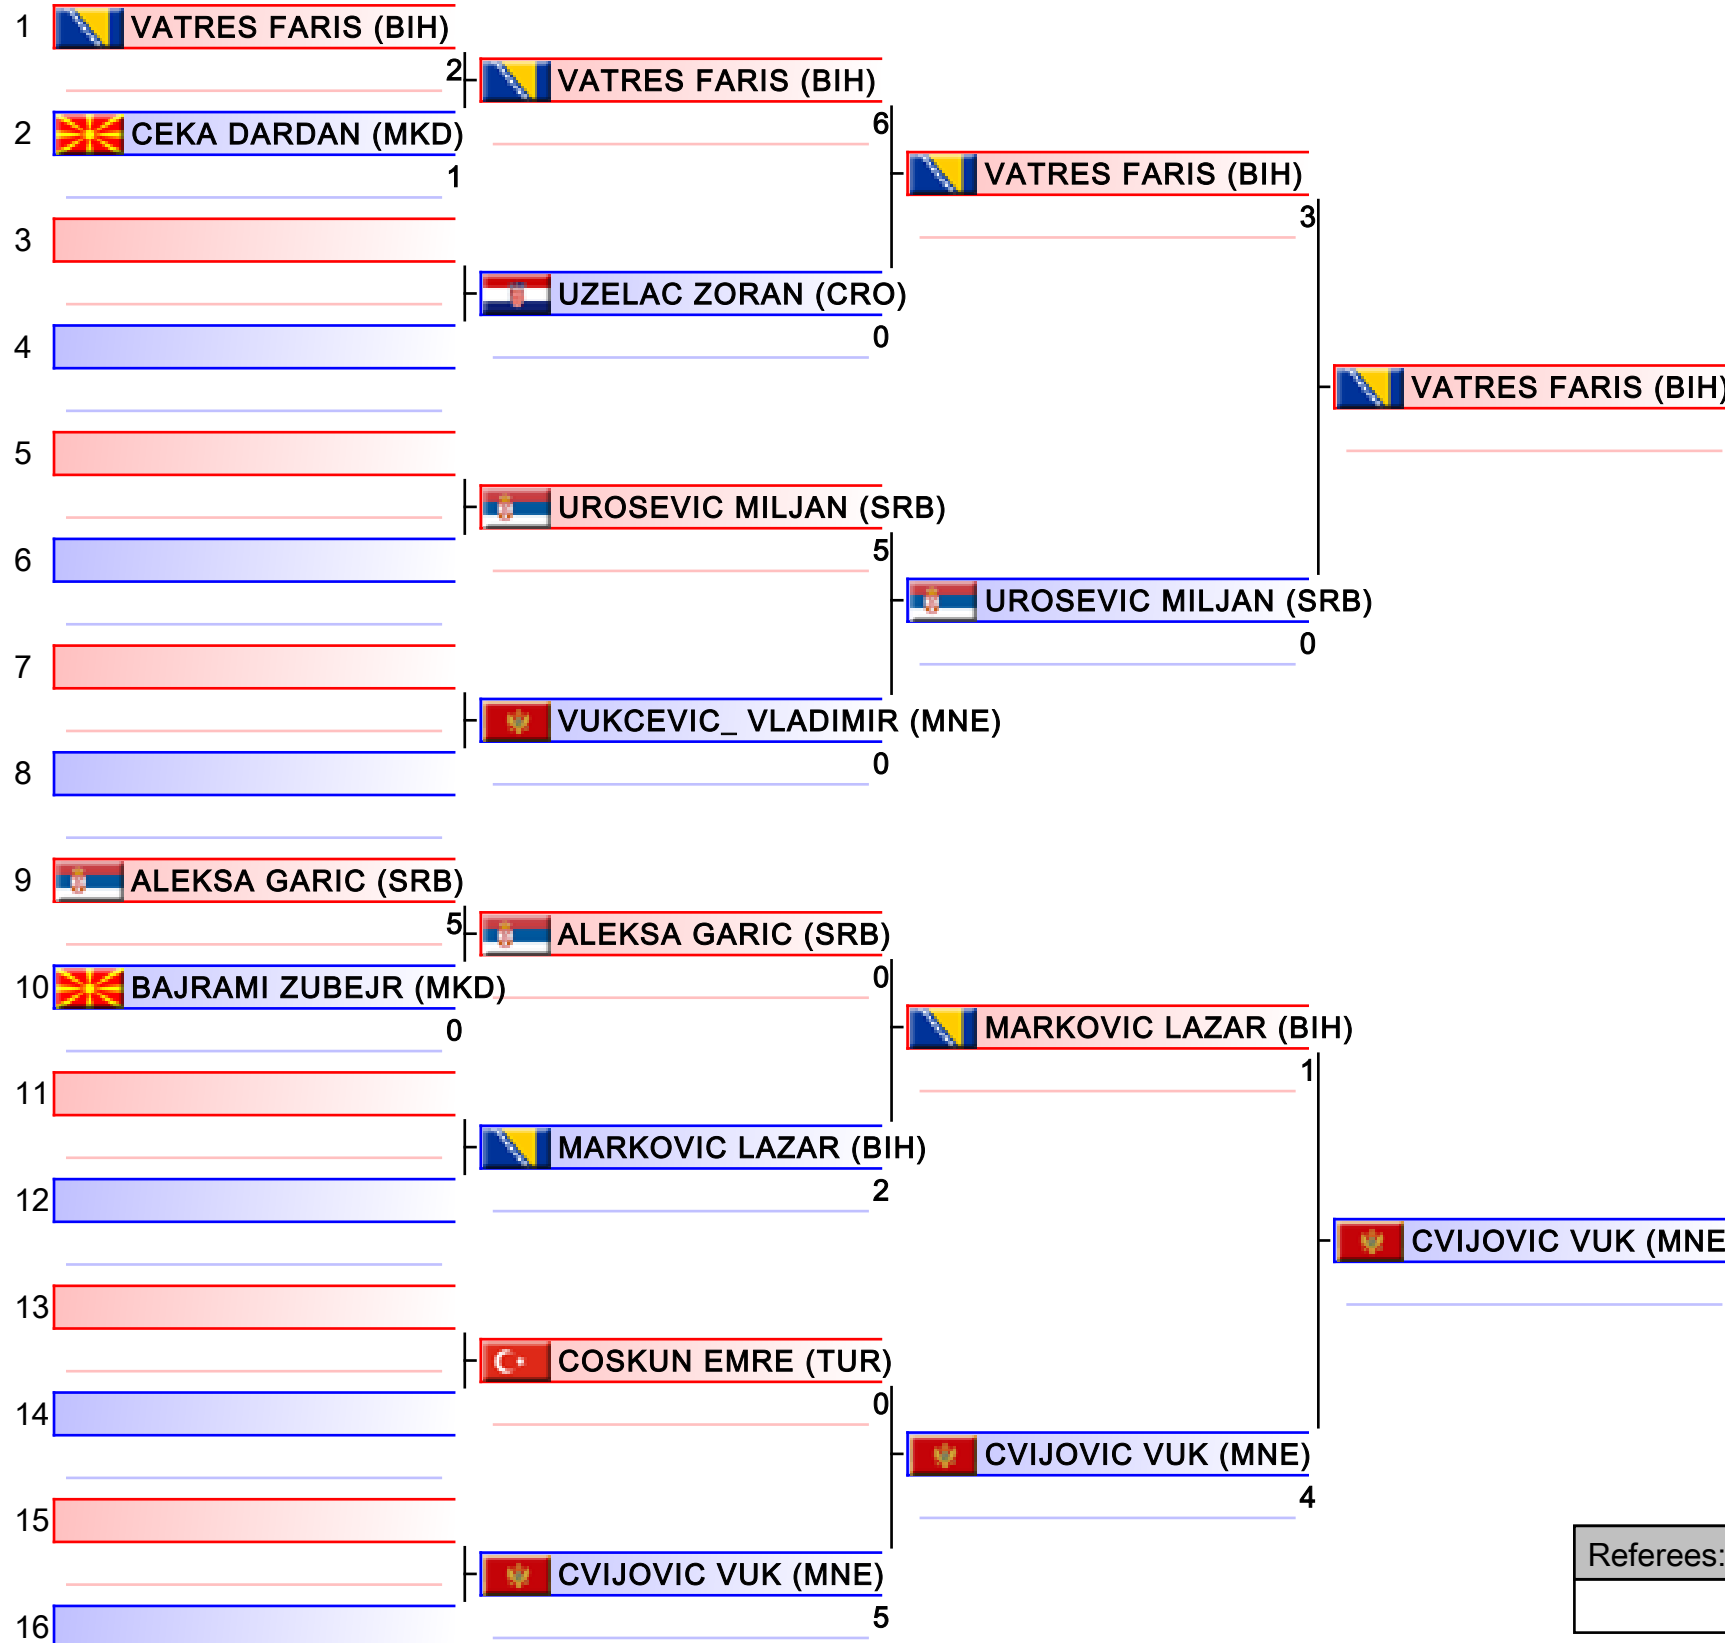 1 VATRES FARIS (BIH)
2 VATRES FARIS (BIH)
2 CEKA DARDAN (MKD)
6
1
VATRES FARIS (BIH)
3
3
UZELAC ZORAN (CRO)
0
4
VATRES FARIS (BIH)
5
UROSEVIC MILJAN (SRB)
5
6
UROSEVIC MILJAN (SRB)
0
7
VUKCEVIC_ VLADIMIR (MNE)
0
8
9 ALEKSA GARIC (SRB)
5 ALEKSA GARIC (SRB)
0
10 BAJRAMI ZUBEJR (MKD)
0
MARKOVIC LAZAR (BIH)
1
11
MARKOVIC LAZAR (BIH)
2
12
CVIJOVIC VUK (MNE
13
COSKUN EMRE (TUR)
0
14
CVIJOVIC VUK (MNE)
4
15
Referees:
CVIJOVIC VUK (MNE)
5
16